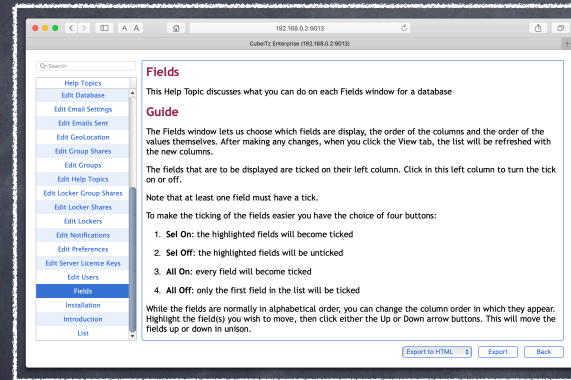 A A
192.168.0.2:9013
CubeiTz Enterprise (192.168.0.2:9013)
Search
Help Topics
Edit Database
Edit Email Settings
Edit Emails Sent
Edit GeoLocation
Edit Group Shares
Edit Groups
Edit Help Topics
Edit Locker Group Shares
Edit Locker Shares
Edit Lockers
Edit Notifications
Edit Preferences
Edit Server Licence Keys
Edit Users
Fields
Installation
Introduction
List
Fields
This Help Topic discusses what you can do on each Fields window for a database
Guide
The Fields window lets us choose which fields are display, the order of the columns and the order of the
values themselves. After making any changes, when you click the View tab, the list will be refreshed with
the new columns.
The fields that are to be displayed are ticked on their left column. Click in this left column to turn the tick
on or off.
Note that at least one field must have a tick.
To make the ticking of the fields easier you have the choice of four buttons:
1. Sel On: the highlighted fields will become ticked
2. Sel Off: the highlighted fields will be unticked
3. All On: every field will become ticked
4. All Off: only the first field in the list will be ticked
While the fields are normally in alphabetical order, you can change the column order in which they appear.
Highlight the field(s) you wish to move, then click either the Up or Down arrow buttons. This will move the
fields up or down in unison.
Export to HTML
Export
Back